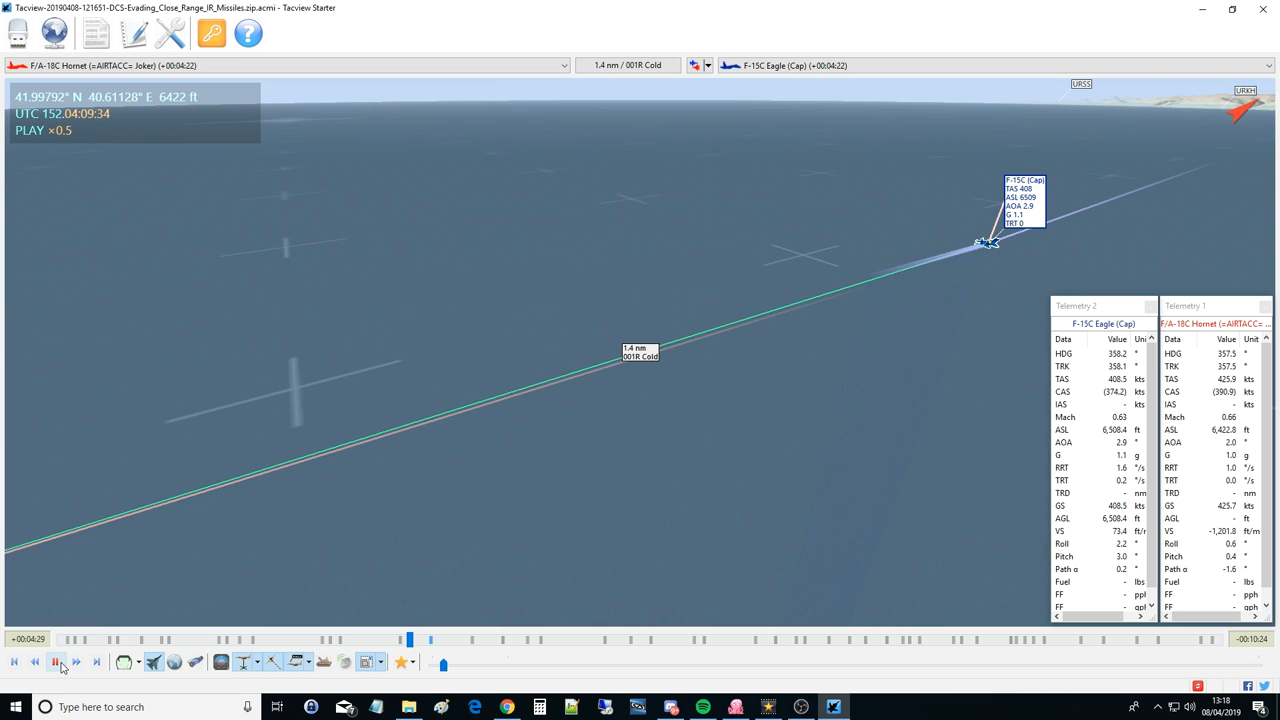 Tacview-20190408-121651-DCS-Evading_Close_Range_IR_Missiles.zip.acmi - Tacview Starter
F/A-18C Hornet (=AIRTACC= Joker) (+00:04:22)
1.4 nm / 001R Cold
F-15C Eagle (Cap) (+00:04:22)
41.99792° N 40.61128° E 6422 ft
UTC 152.04:09:34
PLAY ×0.5
URSS
URKH
F-15C (Cap)
TAS 408
ASL 6509
AOA 2.9
G 1.1
TRT 0
1.4 nm
001R Cold
Telemetry 2
F-15C Eagle (Cap)
Data Value Uni
HDG 358.2 °
TRK 358.1 °
TAS 408.5 kts
CAS (374.2) kts
IAS - kts
Mach 0.63
ASL 6,508.4 ft
AOA 2.9 °
G 1.1 g
RRT 1.6 °/s
TRT 0.2 °/s
TRD - nm
GS 408.5 kts
AGL 6,508.4 ft
VS 73.4 ft/r
Roll 2.2 °
Pitch 3.0 °
Path α 0.2 °
Fuel - lbs
FF - ppl
FF - ppl
Telemetry 1
F/A-18C Hornet (=AIRTACC= ...
Data Value Unit
HDG 357.5 °
TRK 357.5 °
TAS 425.9 kts
CAS (390.9) kts
IAS - kts
Mach 0.66
ASL 6,422.8 ft
AOA 2.0 °
G 1.0 g
RRT 1.0 °/s
TRT 0.0 °/s
TRD - nm
GS 425.7 kts
AGL - ft
VS -1,201.8 ft/m
Roll 0.6 °
Pitch 0.4 °
Path α -1.6 °
Fuel - lbs
FF - pph
FF - pph
+00:04:29
-00:10:24
Type here to search
13:18
08/04/2019